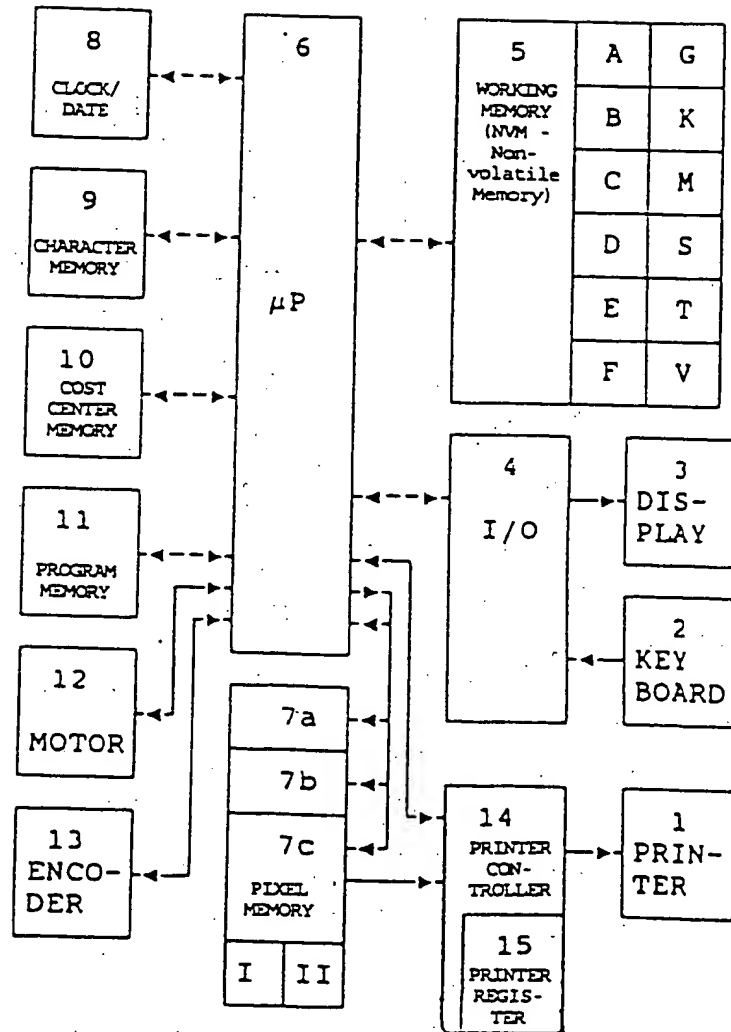 8
CLOCK/
DATE
9
CHARACTER
MEMORY
10
COST
CENTER
MEMORY
11
PROGRAM
MEMORY
12
MOTOR
13
ENCO-
DER
6
μP
7a
7b
7c
PIXEL
MEMORY
I II
5
WORKING
MEMORY
(NVM -
Non-
volatile
Memory)
A G
B K
C M
D S
E T
F V
4
I/O
3
DIS-
PLAY
2
KEY
BOARD
14
PRINTER
CON-
TROLLER
15
PRINTER
REGIS-
TER
1
PRIN-
TER